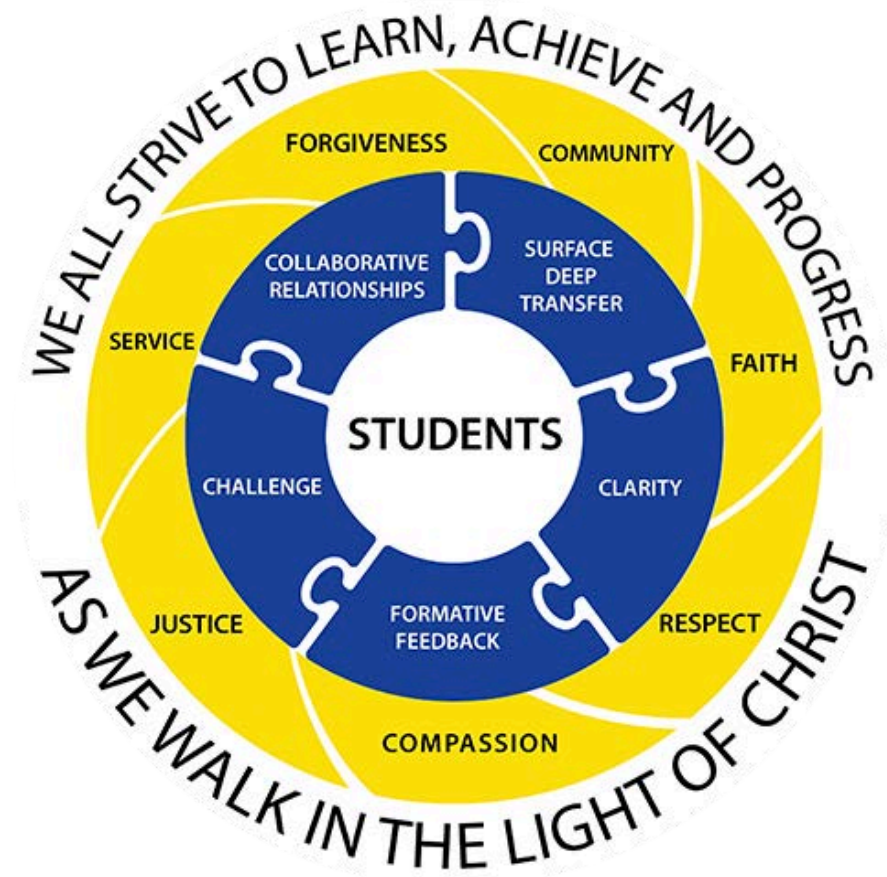 WE ALL STRIVE TO LEARN, ACHIEVE AND PROGRESS
FORGIVENESS
COMMUNITY
FAITH
RESPECT
COMPASSION
JUSTICE
SERVICE
COLLABORATIVE
RELATIONSHIPS
SURFACE
DEEP
TRANSFER
CLARITY
FORMATIVE
FEEDBACK
CHALLENGE
STUDENTS
AS WE WALK IN THE LIGHT OF CHRIST